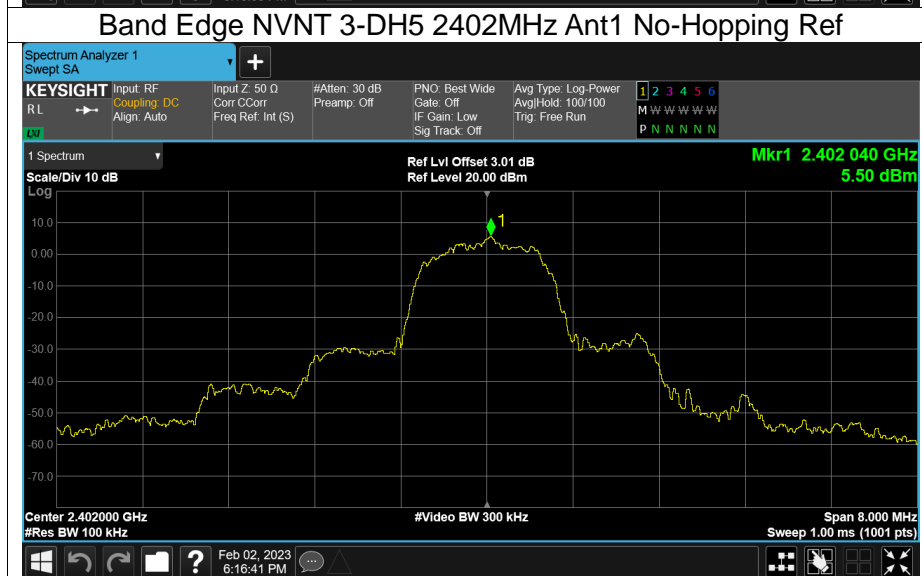 Band Edge NVNT 3-DH5 2402MHz Ant1 No-Hopping Ref
Spectrum Analyzer 1
Swept SA
+
KEYSIGHT
R L
LXI
Input: RF
Coupling: DC
Align: Auto
Input Z: 50 Ω
Corr CCorr
Freq Ref: Int (S)
#Atten: 30 dB
Preamp: Off
PNO: Best Wide
Gate: Off
IF Gain: Low
Sig Track: Off
Avg Type: Log-Power
Avg|Hold: 100/100
Trig: Free Run
1 2 3 4 5 6
M W W W W W
P N N N N N
1 Spectrum
Scale/Div 10 dB
Ref Lvl Offset 3.01 dB
Ref Level 20.00 dBm
Mkr1 2.402 040 GHz
5.50 dBm
Log
1
10.0
0.00
-10.0
-20.0
-30.0
-40.0
-50.0
-60.0
-70.0
Center 2.402000 GHz
#Res BW 100 kHz
#Video BW 300 kHz
Span 8.000 MHz
Sweep 1.00 ms (1001 pts)
?
Feb 02, 2023
6:16:41 PM